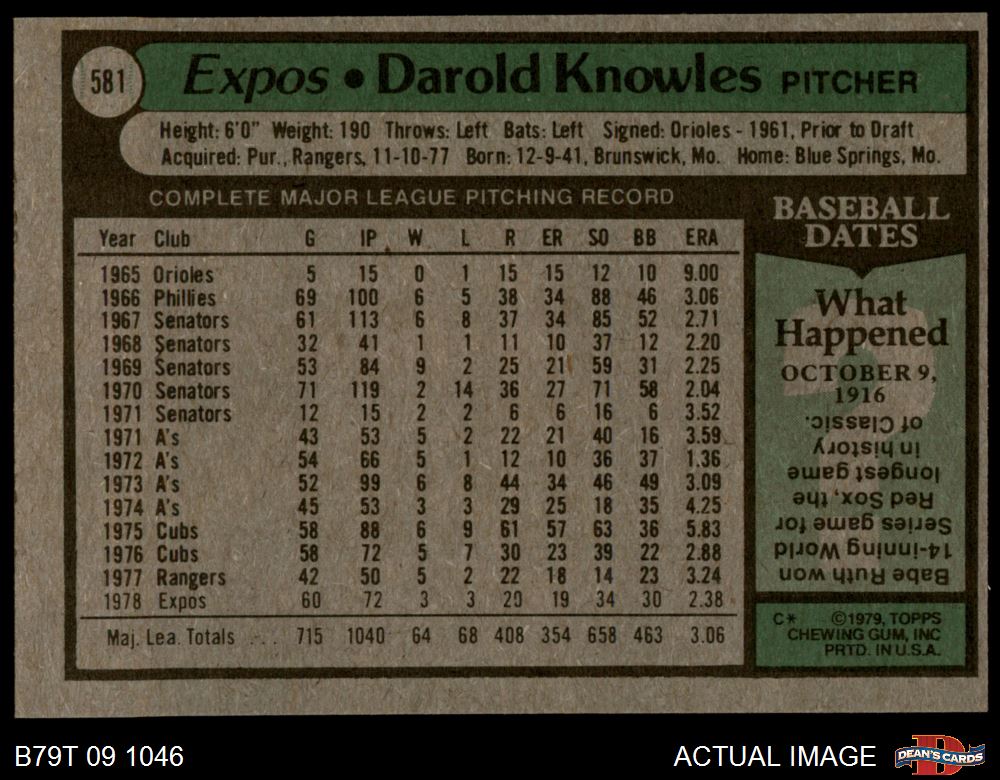 581
Expos • Darold Knowles PITCHER
Height: 6'0" Weight: 190 Throws: Left Bats: Left Signed: Orioles - 1961, Prior to Draft
Acquired: Pur., Rangers, 11-10-77 Born: 12-9-41, Brunswick, Mo. Home: Blue Springs, Mo.
COMPLETE MAJOR LEAGUE PITCHING RECORD
Year Club G IP W L R ER SO BB ERA
1965 Orioles 5 15 0 1 15 15 12 10 9.00
1966 Phillies 69 100 6 5 38 34 88 46 3.06
1967 Senators 61 113 6 8 37 34 85 52 2.71
1968 Senators 32 41 1 1 11 10 37 12 2.20
1969 Senators 53 84 9 2 25 21 59 31 2.25
1970 Senators 71 119 2 14 36 27 71 58 2.04
1971 Senators 12 15 2 2 6 6 16 6 3.52
1971 A's 43 53 5 2 22 21 40 16 3.59
1972 A's 54 66 5 1 12 10 36 37 1.36
1973 A's 52 99 6 8 44 34 46 49 3.09
1974 A's 45 53 3 3 29 25 18 35 4.25
1975 Cubs 58 88 6 9 61 57 63 36 5.83
1976 Cubs 58 72 5 7 30 23 39 22 2.88
1977 Rangers 42 50 5 2 22 18 14 23 3.24
1978 Expos 60 72 3 3 20 19 34 30 2.38
Maj. Lea. Totals ... 715 1040 64 68 408 354 658 463 3.06
BASEBALL
DATES
What
Happened
OCTOBER 9,
1916
Babe Ruth won
14-inning World
Series game for
Red Sox, the
longest game
in history
of Classic.
C* ©1979, TOPPS
CHEWING GUM, INC
PRTD. IN U.S.A.
B79T 09 1046
ACTUAL IMAGE
D
DEAN'S CARDS